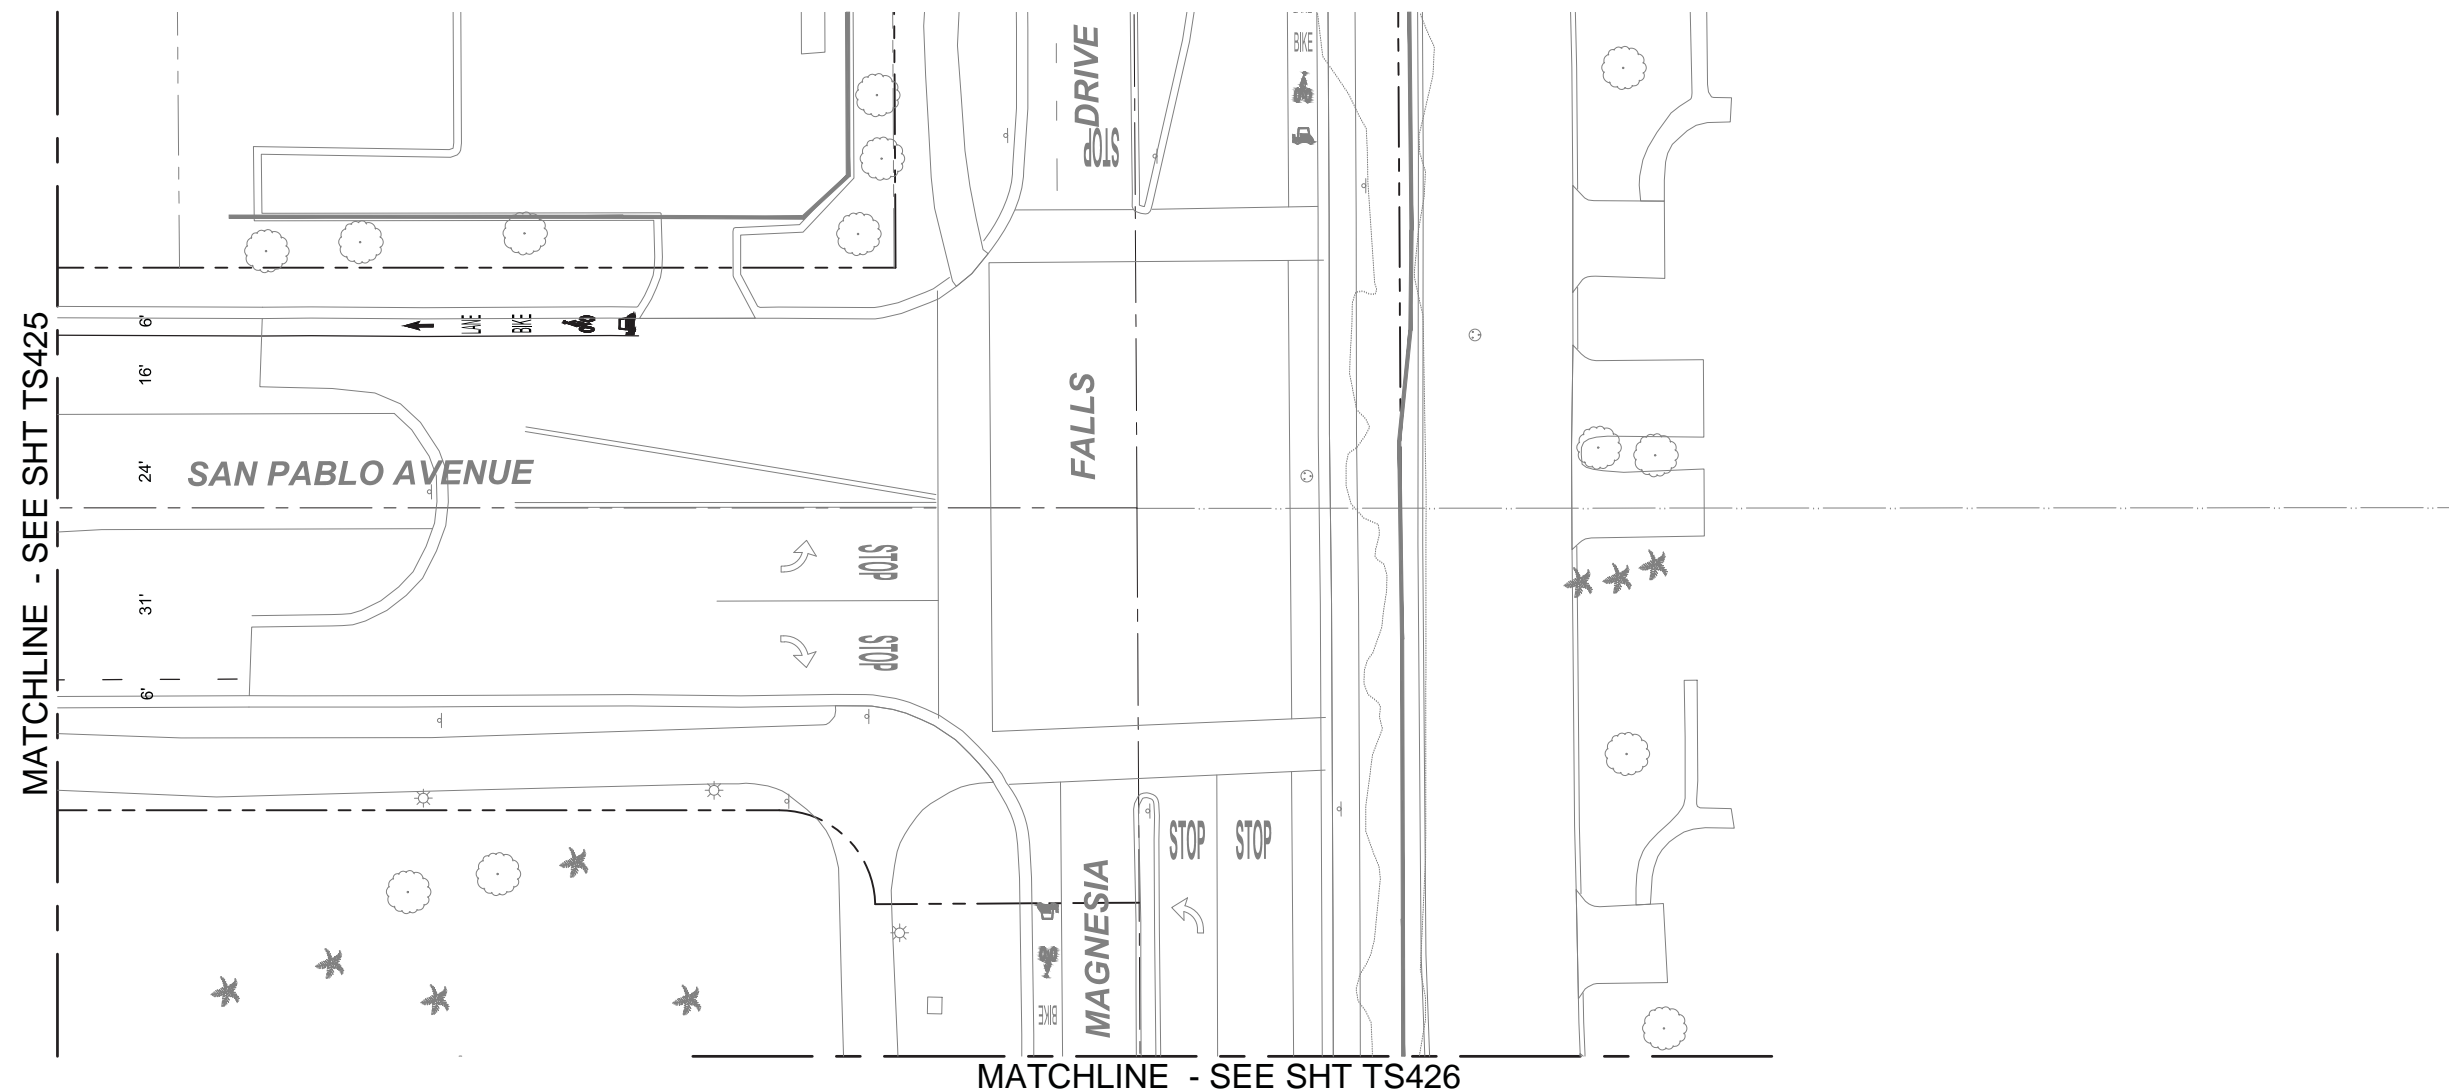 DRIVE
BIKE
STOP
MATCHLINE - SEE SHT TS425
6'
LANE
BIKE
16'
FALLS
24'
SAN PABLO AVENUE
STOP
31'
STOP
6'
STOP
STOP
MAGNESIA
BIKE
MATCHLINE - SEE SHT TS426